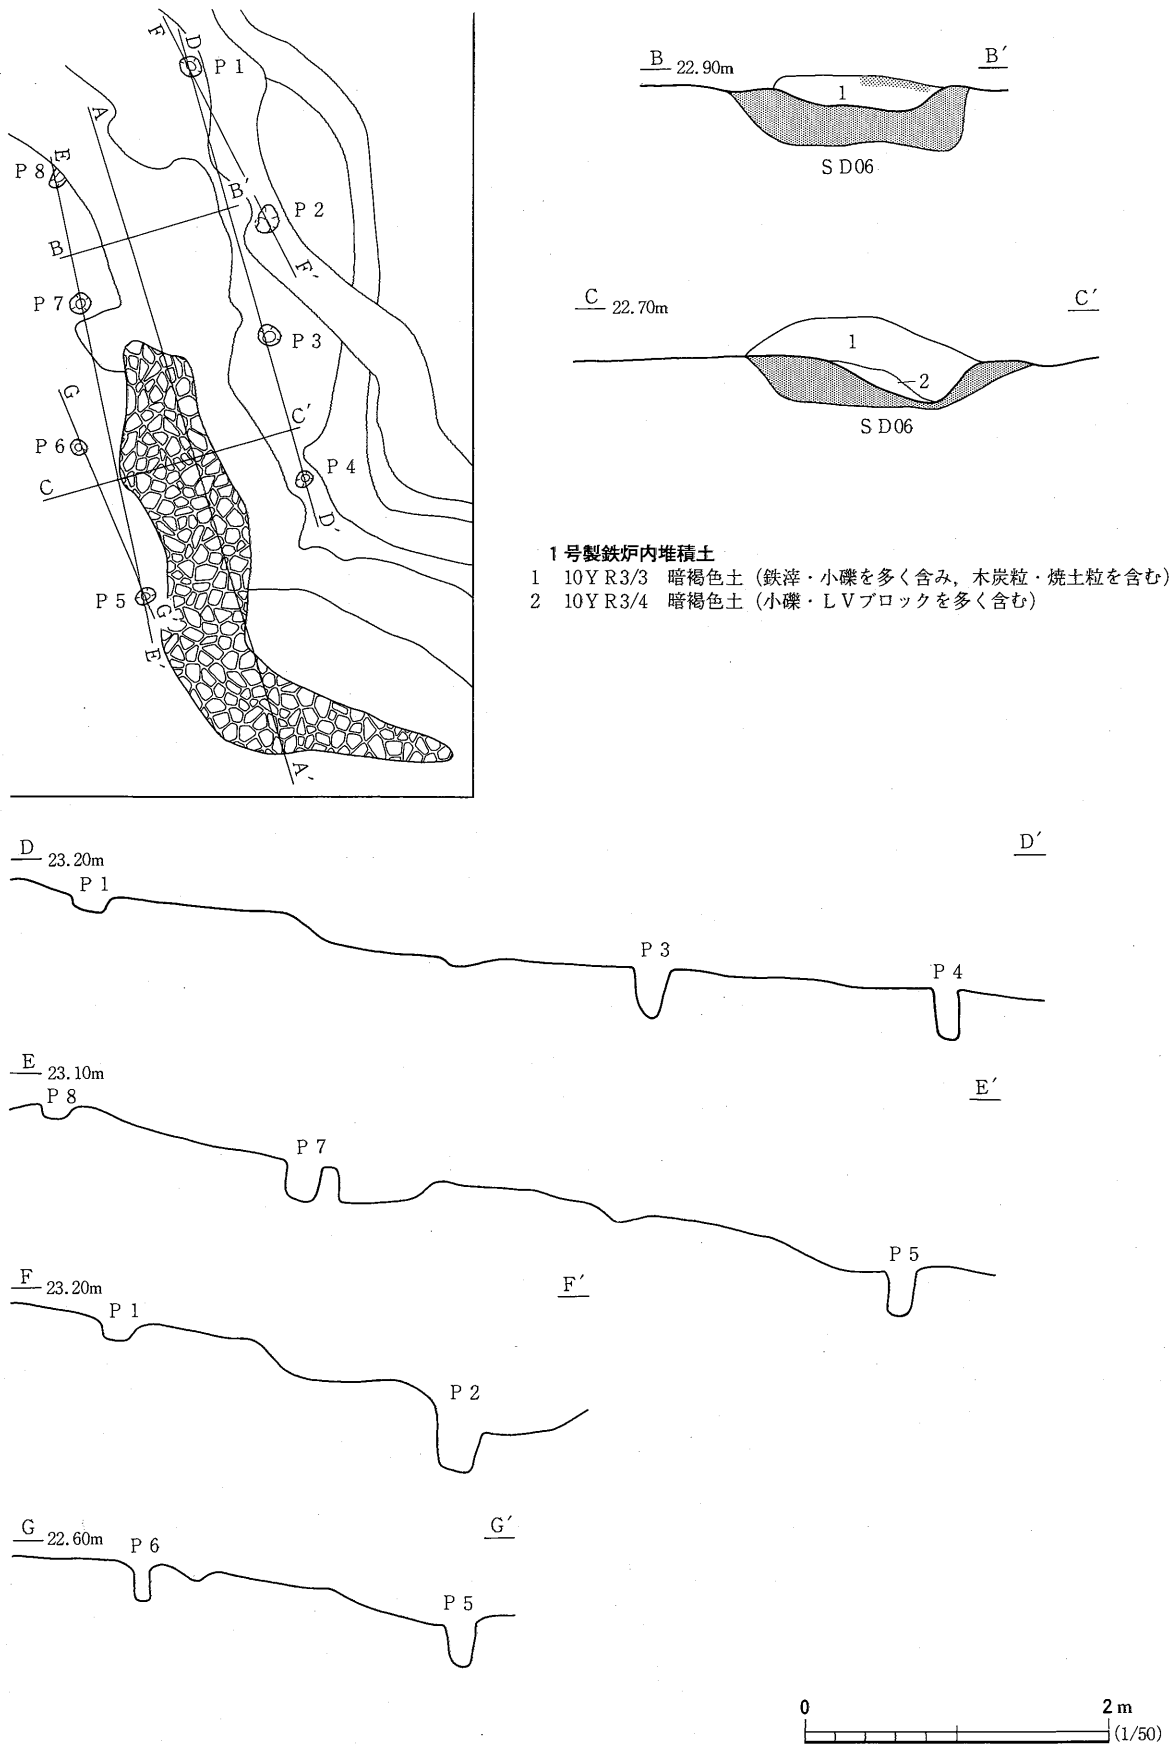 F
D
P 1
A
E
P 8
B′
P 2
B
F′
P 7
P 3
G
C′
P 6
P 4
C
D′
P 5
G′
E′
A′
B 22.90m B′
1
S D06
C 22.70m C′
1
2
S D06
1号製鉄炉内堆積土
1 10Y R3/3 暗褐色土 (鉄滓・小礫を多く含み, 木炭粒・焼土粒を含む)
2 10Y R3/4 暗褐色土 (小礫・L Vブロックを多く含む)
D 23.20m D′
P 1
P 3
P 4
E 23.10m E′
P 8
P 7
P 5
F 23.20m F′
P 1
P 2
G 22.60m G′
P 6
P 5
0 2 m
(1/50)